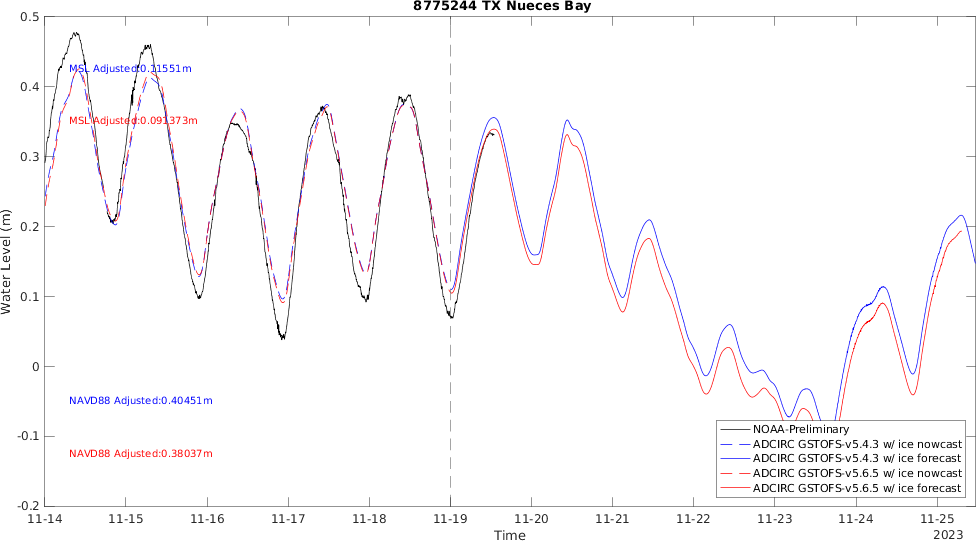 8775244 TX Nueces Bay
0.5
MSL Adjusted:0.11551m
0.4
MSL Adjusted:0.091373m
0.3
0.2
Water Level (m)
0.1
0
NAVD88 Adjusted:0.40451m
-0.1
NAVD88 Adjusted:0.38037m
NOAA-Preliminary
ADCIRC GSTOFS-v5.4.3 w/ ice nowcast
ADCIRC GSTOFS-v5.4.3 w/ ice forecast
ADCIRC GSTOFS-v5.6.5 w/ ice nowcast
ADCIRC GSTOFS-v5.6.5 w/ ice forecast
-0.2
11-14 11-15 11-16 11-17 11-18 11-19 11-20 11-21 11-22 11-23 11-24 11-25
Time
2023